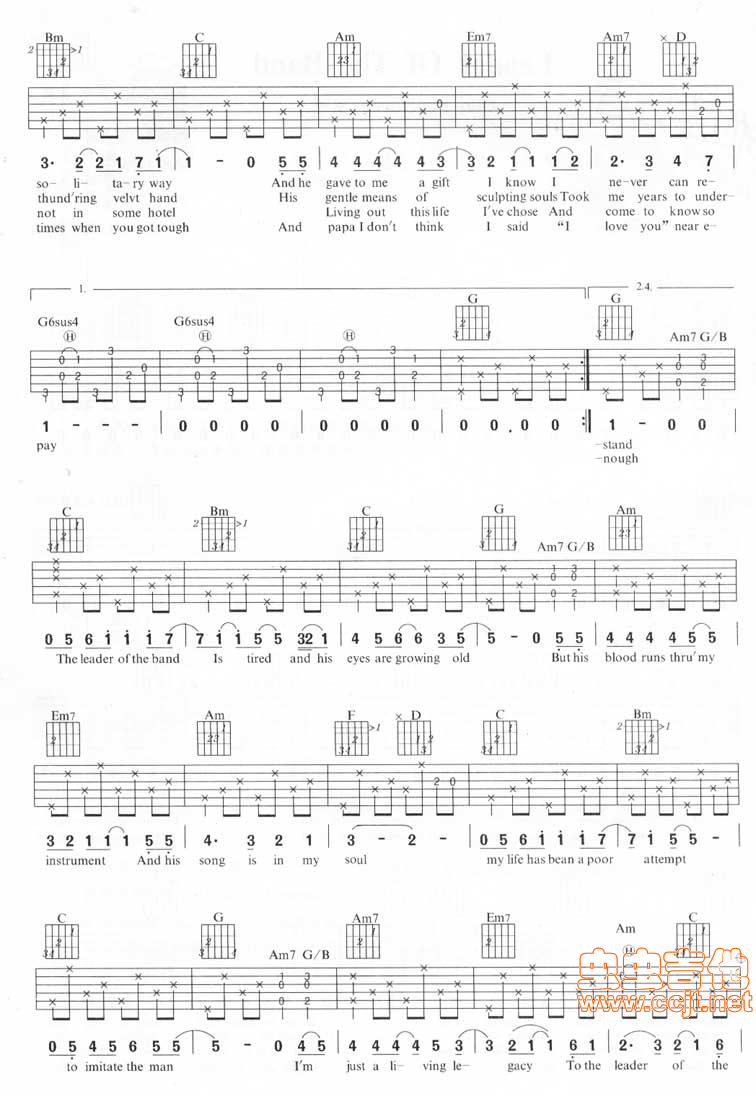 Bm C Am Em7 Am7 D
3· 2 2 1 7 1 | 1 - 0 5 5 | 4 4 4 4 4 3 | 3 2 1 1 1 2 | 2· 3 4 7
so- li- ta-ry way And he gave to me a gift I know I ne-ver can re-
thund'ring velvt hand His gentle means of sculpting souls Took me years to under-
not in some hotel Living out this life I've chose And come to know so
times when you got tough And papa I don't think I said “I love you” near e-
1. 2.4.
G6sus4 G6sus4 G G
H H H Am7 G/B
1 - - - | 0 0 0 0 | 0 0 0 0 | 0 0 . 0 0 :| 1 - 0 0
pay -stand
-nough
C Bm C G Am
Am7 G/B
0 5 6 1 1 1 7 | 7 1 1 5 5 32 1 | 4 5 6 6 3 5 | 5 - 0 5 5 | 4 4 4 4 5 5
The leader of the band Is tired and his eyes are growing old But his blood runs thru'my
Em7 Am F D C Bm
3 2 1 1 1 5 5 | 4· 3 2 1 | 3 - 2 - | 0 5 6 1 1 1 7 | 7 1 5 5 -
instrument And his song is in my soul my life has bean a poor attempt
C G Am7 Em7 Am C
Am7 G/B H
0 5 4 5 6 5 5 | 5 - 0 4 5 | 4 4 4 4 5 3 | 3 2 1 1 6 1 | 2· 3 2 1 6
to imitate the man I'm just a li- ving le- gacy To the leader of the
虫虫吉他
www.ccjt.net